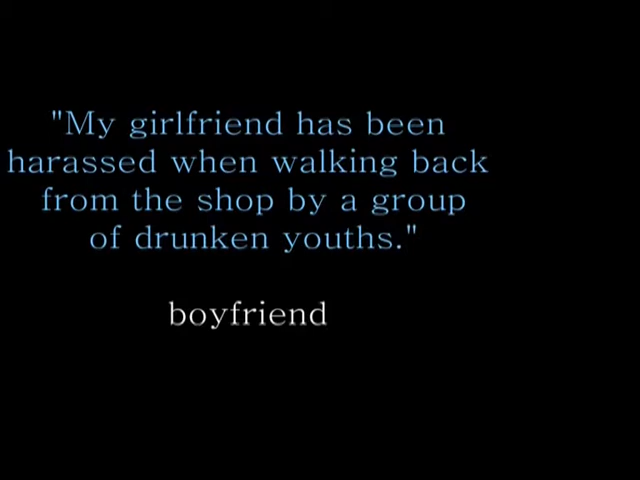 "My girlfriend has been
harassed when walking back
from the shop by a group
of drunken youths."
boyfriend